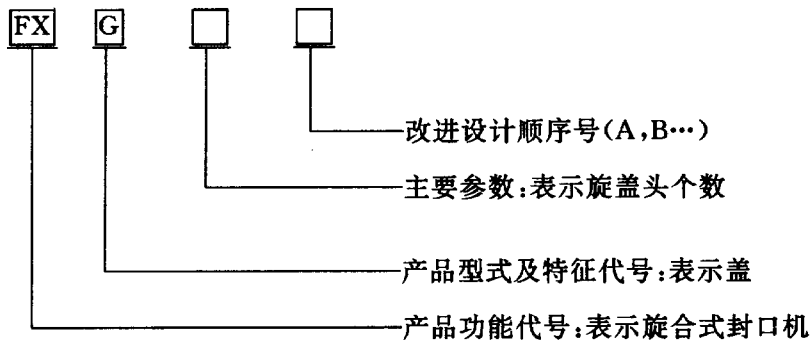 FX G
改进设计顺序号(A,B…)
主要参数:表示旋盖头个数
产品型式及特征代号:表示盖
产品功能代号:表示旋合式封口机